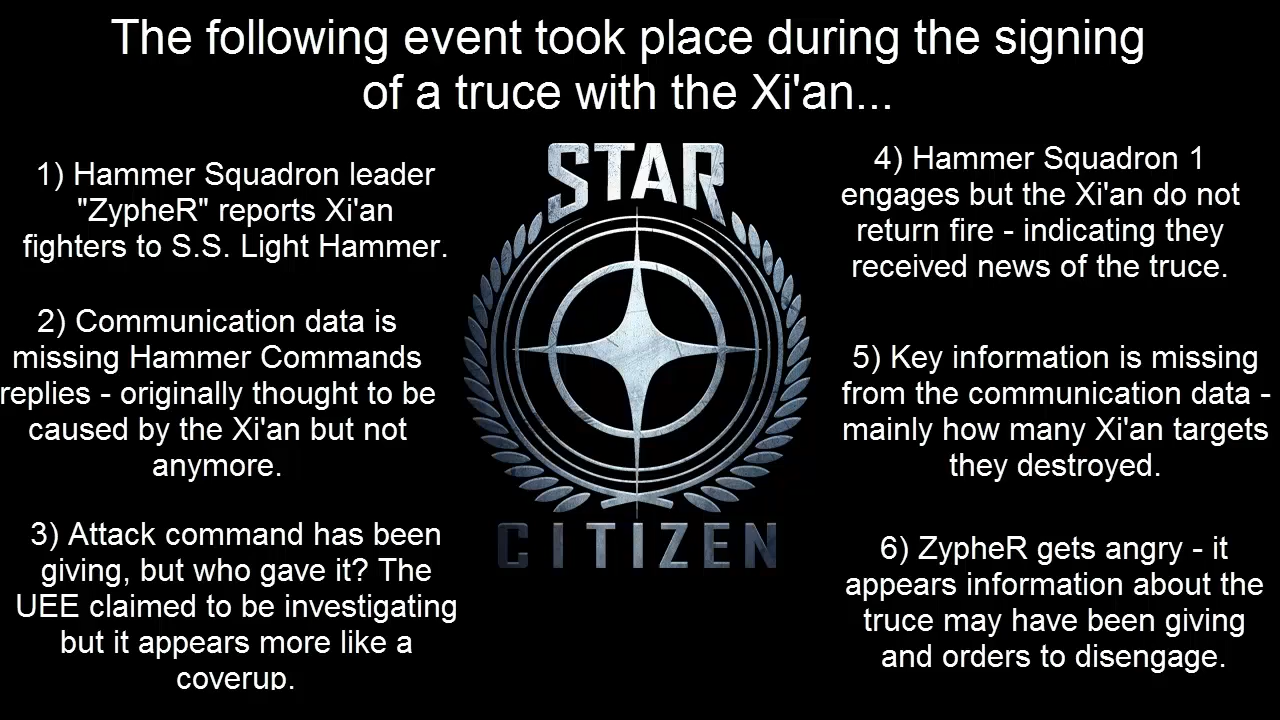 The following event took place during the signing
of a truce with the Xi'an...
1) Hammer Squadron leader
"ZypheR" reports Xi'an
fighters to S.S. Light Hammer.
2) Communication data is
missing Hammer Commands
replies - originally thought to be
caused by the Xi'an but not
anymore.
3) Attack command has been
giving, but who gave it? The
UEE claimed to be investigating
but it appears more like a
coverup.
STAR
CITIZEN
4) Hammer Squadron 1
engages but the Xi'an do not
return fire - indicating they
received news of the truce.
5) Key information is missing
from the communication data -
mainly how many Xi'an targets
they destroyed.
6) ZypheR gets angry - it
appears information about the
truce may have been giving
and orders to disengage.